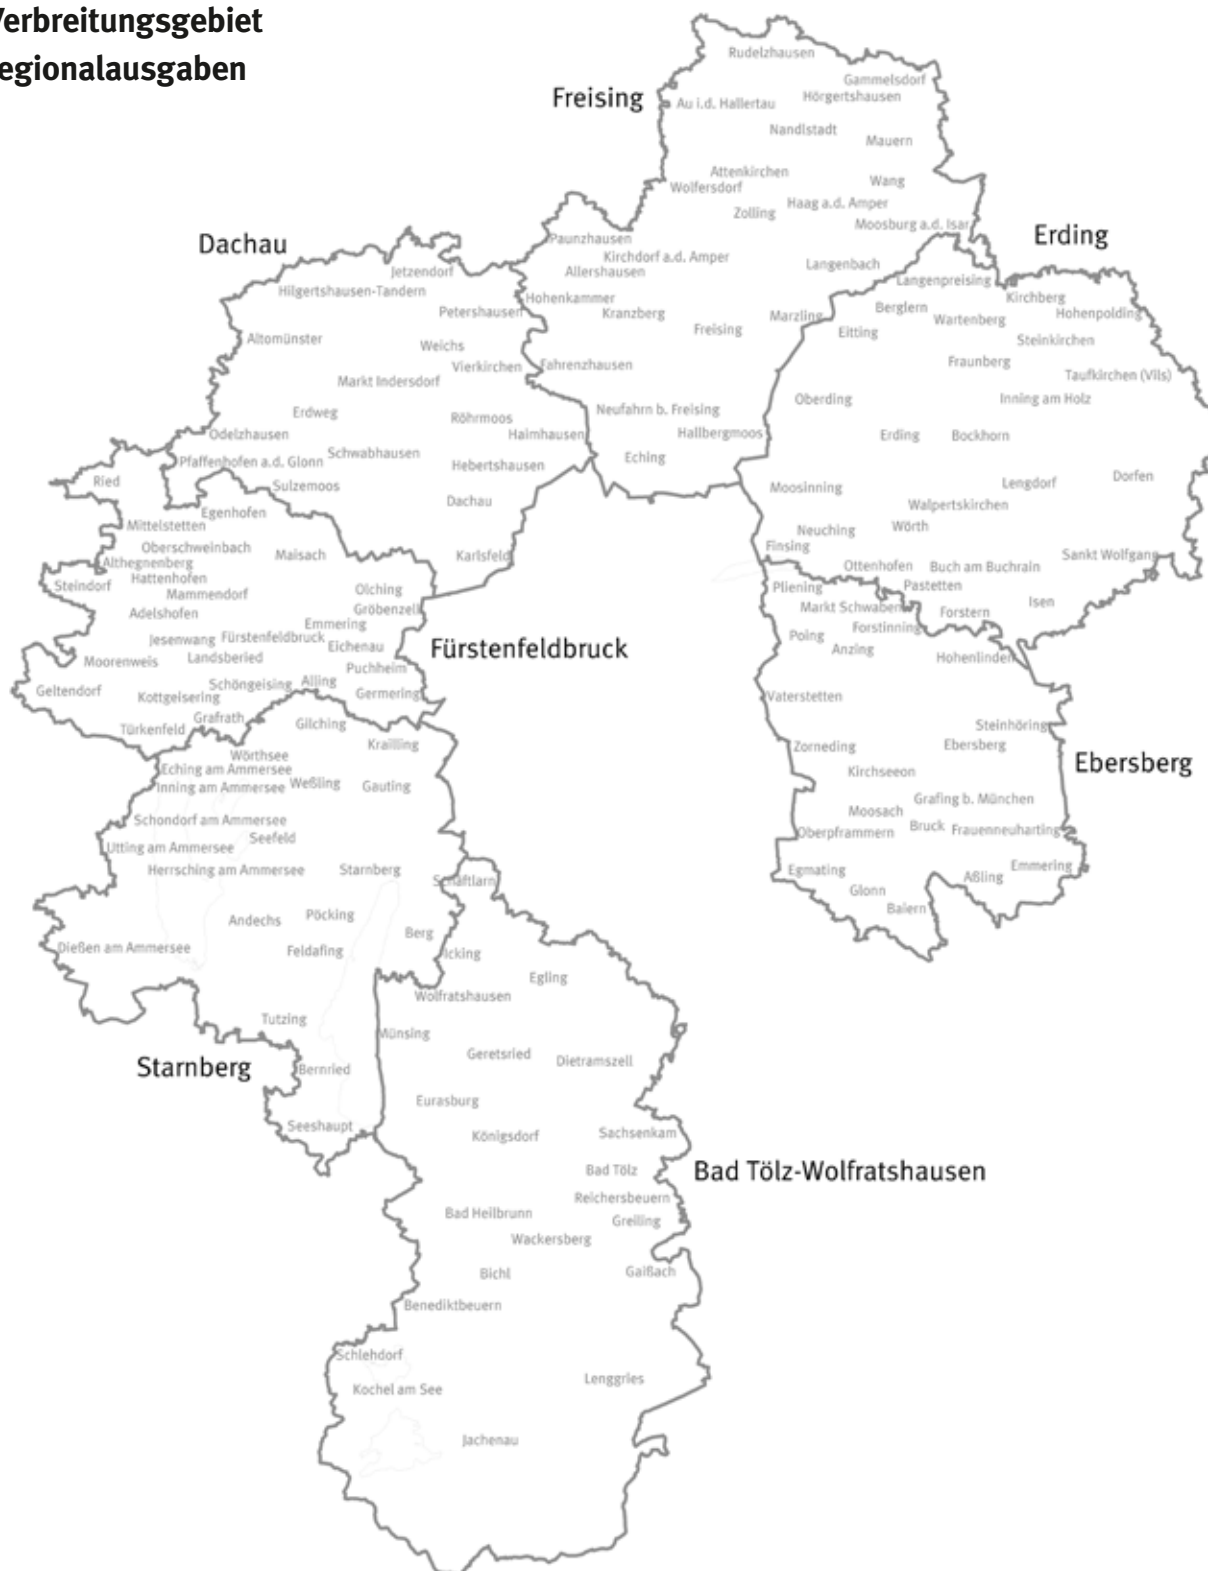 Verbreitungsgebiet
egionalausgaben
Freising
Rudelzhausen
Gammelsdorf
Hörgertshausen
Au i.d. Hallertau
Nandlstadt
Mauern
Attenkirchen
Wang
Wolfersdorf
Haag a.d. Amper
Zolling
Moosburg a.d. Isar
Paunzhausen
Kirchdorf a.d. Amper
Allershausen
Langenbach
Hohenkammer
Kranzberg
Marzling
Freising
Fahrenzhausen
Neufahrn b. Freising
Hallbergmoos
Eching
Dachau
Jetzendorf
Hilgertshausen-Tandern
Petershausen
Altomünster
Weichs
Vierkirchen
Markt Indersdorf
Erdweg
Röhrmoos
Odelzhausen
Haimhausen
Schwabhausen
Pfaffenhofen a.d. Glonn
Hebertshausen
Sulzemoos
Dachau
Karlsfeld
Erding
Langenpreising
Kirchberg
Berglern
Hohenpolding
Wartenberg
Eitting
Steinkirchen
Fraunberg
Taufkirchen (Vils)
Oberding
Inning am Holz
Erding
Bockhorn
Dorfen
Lengdorf
Moosinning
Walpertskirchen
Wörth
Neuching
Finsing
Sankt Wolfgang
Ottenhofen
Buch am Buchrain
Pastetten
Isen
Forstern
Fürstenfeldbruck
Ried
Egenhofen
Mittelstetten
Oberschweinbach
Maisach
Althegnenberg
Hattenhofen
Steindorf
Mammendorf
Olching
Adelshofen
Gröbenzell
Emmering
Jesenwang
Fürstenfeldbruck
Eichenau
Moorenweis
Landsberied
Puchheim
Geltendorf
Schöngeising
Alling
Kottgeisering
Germering
Grafrath
Türkenfeld
Ebersberg
Pliening
Markt Schwaben
Forstinning
Poing
Anzing
Hohenlinden
Vaterstetten
Steinhöring
Zorneding
Ebersberg
Kirchseeon
Grafing b. München
Moosach
Bruck
Frauenneuharting
Oberpframmern
Emmering
Egmating
Aßling
Glonn
Baiern
Starnberg
Gilching
Krailling
Wörthsee
Eching am Ammersee
Inning am Ammersee
Weßling
Gauting
Schondorf am Ammersee
Seefeld
Utting am Ammersee
Herrsching am Ammersee
Starnberg
Pöcking
Andechs
Berg
Dießen am Ammersee
Feldafing
Tutzing
Bernried
Seeshaupt
Bad Tölz-Wolfratshausen
Schäftlarn
Icking
Egling
Wolfratshausen
Münsing
Geretsried
Dietramszell
Eurasburg
Königsdorf
Sachsenkam
Bad Tölz
Reichersbeuern
Bad Heilbrunn
Greiling
Wackersberg
Bichl
Gaißach
Benediktbeuern
Schlehdorf
Lenggries
Kochel am See
Jachenau